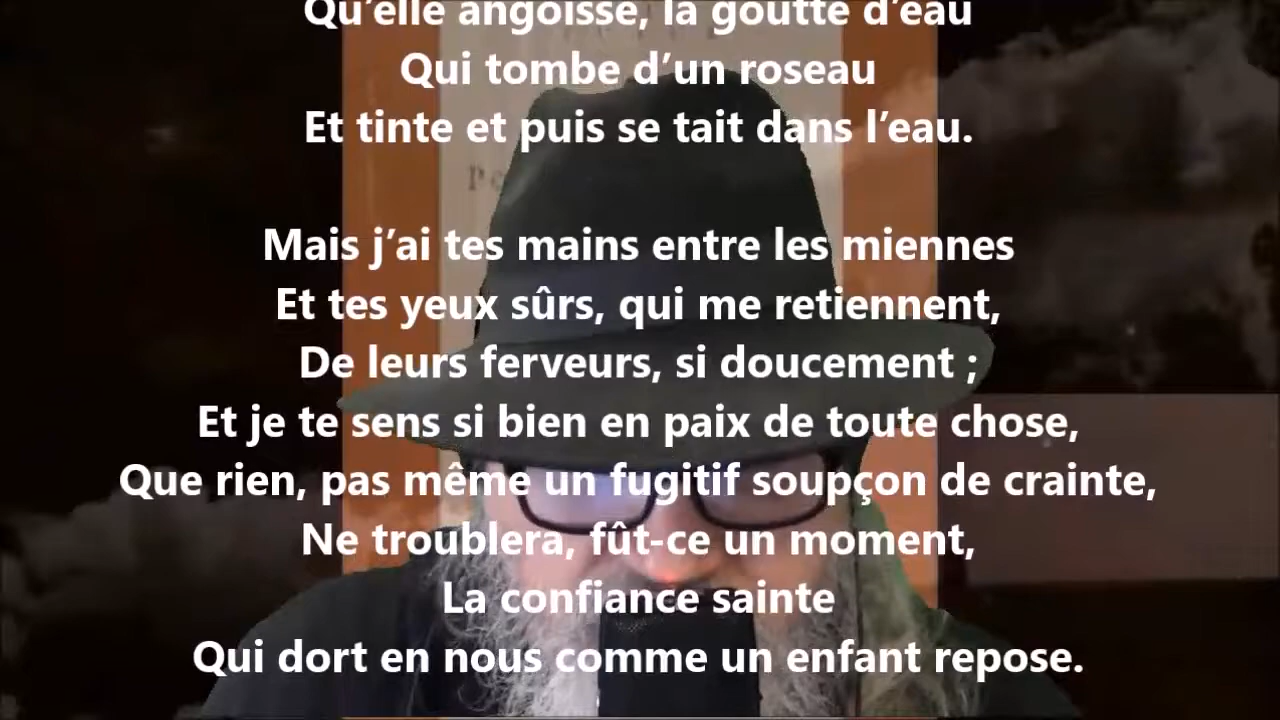 Qu’elle angoisse, la goutte d’eau
Qui tombe d’un roseau
Et tinte et puis se tait dans l’eau.
Mais j’ai tes mains entre les miennes
Et tes yeux sûrs, qui me retiennent,
De leurs ferveurs, si doucement ;
Et je te sens si bien en paix de toute chose,
Que rien, pas même un fugitif soupçon de crainte,
Ne troublera, fût-ce un moment,
La confiance sainte
Qui dort en nous comme un enfant repose.